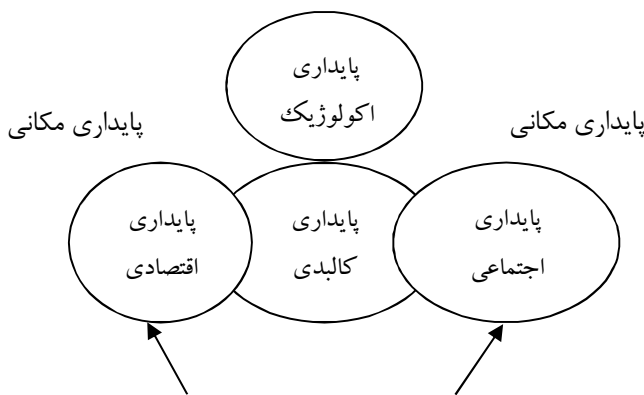 پایداری
اکولوژیک
پایداری مکانی
پایداری مکانی
پایداری
اجتماعی
پایداری
کالبدی
پایداری
اقتصادی